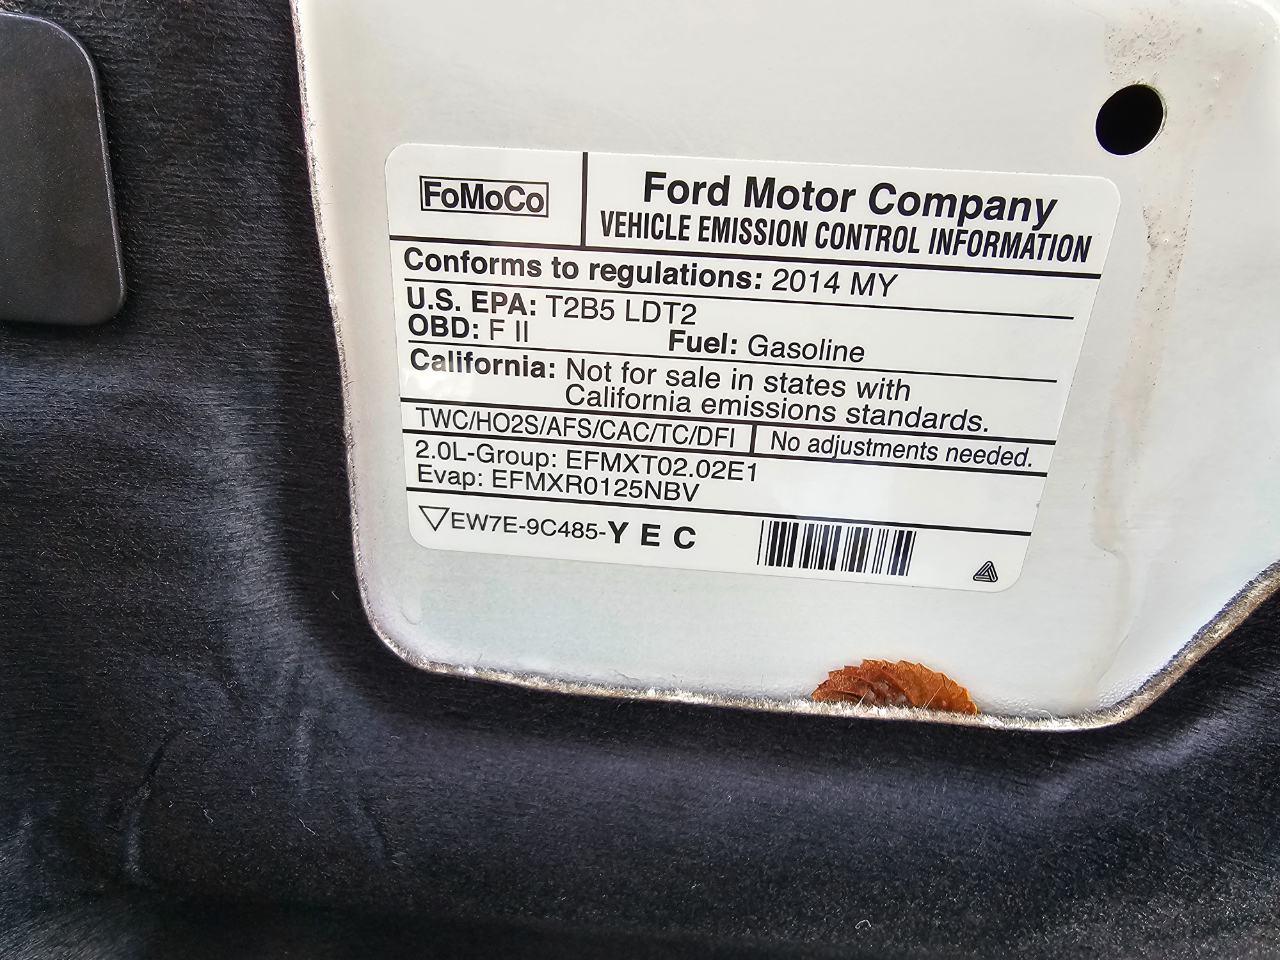 FoMoCo
Ford Motor Company
VEHICLE EMISSION CONTROL INFORMATION
Conforms to regulations: 2014 MY
U.S. EPA: T2B5 LDT2
OBD: F II Fuel: Gasoline
California: Not for sale in states with
California emissions standards.
TWC/HO2S/AFS/CAC/TC/DFI No adjustments needed.
2.0L-Group: EFMXT02.02E1
Evap: EFMXR0125NBV
EW7E-9C485-Y E C